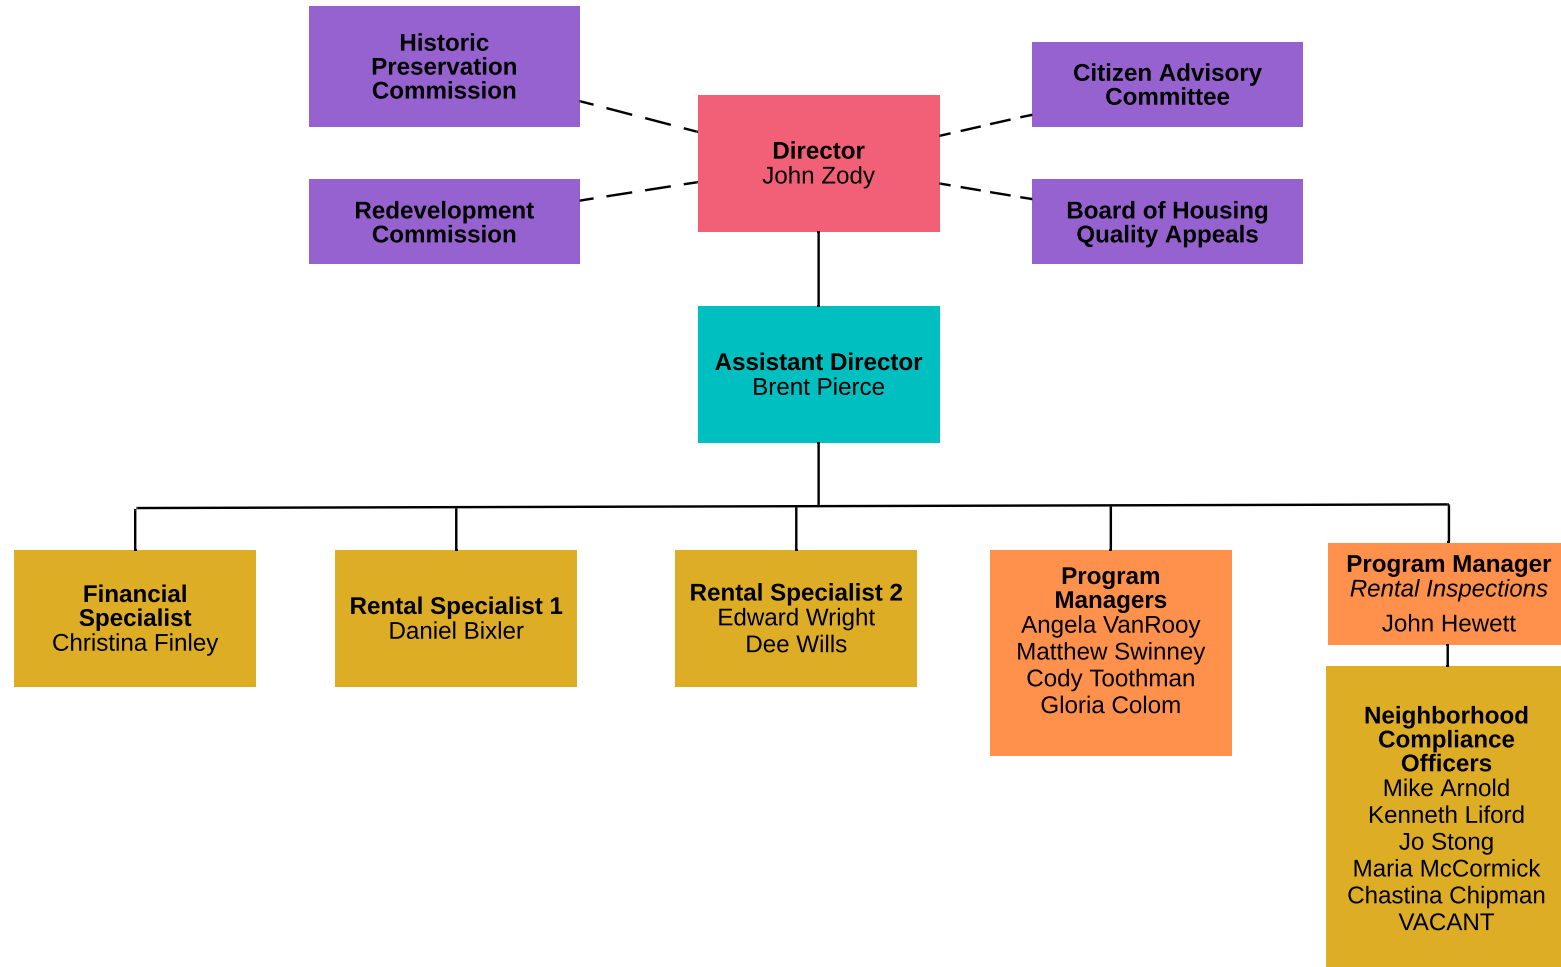 Historic
Preservation
Commission
Citizen Advisory
Committee
Director
John Zody
Redevelopment
Commission
Board of Housing
Quality Appeals
Assistant Director
Brent Pierce
Financial
Specialist
Christina Finley
Rental Specialist 1
Daniel Bixler
Rental Specialist 2
Edward Wright
Dee Wills
Program
Managers
Angela VanRooy
Matthew Swinney
Cody Toothman
Gloria Colom
Program Manager
Rental Inspections
John Hewett
Neighborhood
Compliance
Officers
Mike Arnold
Kenneth Liford
Jo Stong
Maria McCormick
Chastina Chipman
VACANT